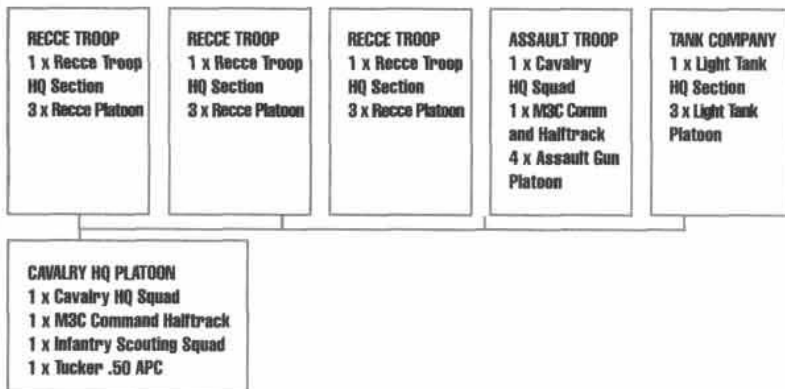 RECCE TROOP
1 x Recce Troop
HQ Section
3 x Recce Platoon
RECCE TROOP
1 x Recce Troop
HQ Section
3 x Recce Platoon
RECCE TROOP
1 x Recce Troop
HQ Section
3 x Recce Platoon
ASSAULT TROOP
1 x Cavalry
HQ Squad
1 x M3C Comm
and Halftrack
4 x Assault Gun
Platoon
TANK COMPANY
1 x Light Tank
HQ Section
3 x Light Tank
Platoon
CAVALRY HQ PLATOON
1 x Cavalry HQ Squad
1 x M3C Command Halftrack
1 x Infantry Scouting Squad
1 x Tucker .50 APC